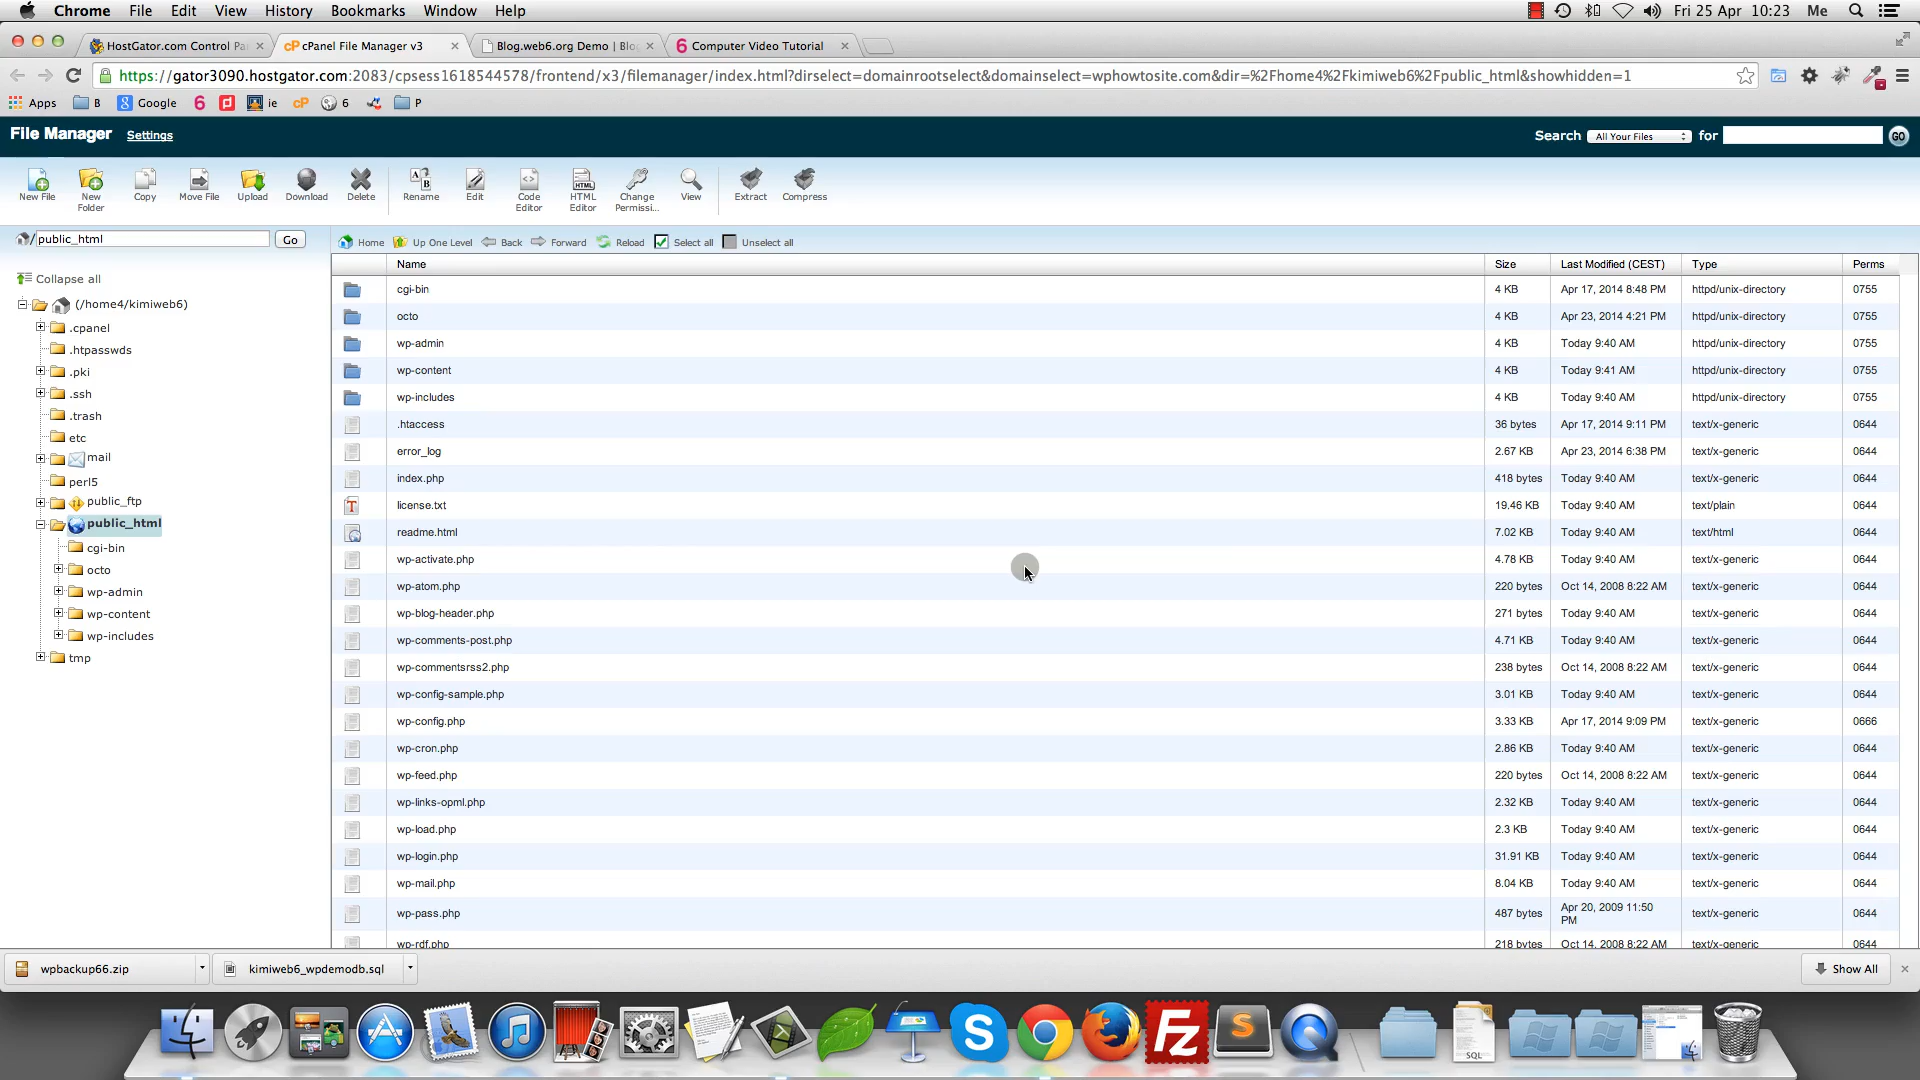 Chrome File Edit View History Bookmarks Window Help Fri 25 Apr 10:23 Me
HostGator.com Control Pa cPanel File Manager v3 Blog.web6.org Demo | Blo 6 Computer Video Tutorial
https://gator3090.hostgator.com:2083/cpsess1618544578/frontend/x3/filemanager/index.html?dirselect=domainrootselect&domainselect=wphowtosite.com&dir=%2Fhome4%2Fkimiweb6%2Fpublic_html&showhidden=1
Apps B 8 Google 6 ie cP 6 P
File Manager Settings Search All Your Files for GO
New File New Folder Copy Move File Upload Download Delete Rename Edit Code Editor HTML Editor Change Permissi... View Extract Compress
/ public_html Go
Home Up One Level Back Forward Reload Select all Unselect all
Collapse all
(/home4/kimiweb6)
.cpanel
.htpasswds
.pki
.ssh
.trash
etc
mail
perl5
public_ftp
public_html
cgi-bin
octo
wp-admin
wp-content
wp-includes
tmp
Name Size Last Modified (CEST) Type Perms
cgi-bin 4 KB Apr 17, 2014 8:48 PM httpd/unix-directory 0755
octo 4 KB Apr 23, 2014 4:21 PM httpd/unix-directory 0755
wp-admin 4 KB Today 9:40 AM httpd/unix-directory 0755
wp-content 4 KB Today 9:41 AM httpd/unix-directory 0755
wp-includes 4 KB Today 9:40 AM httpd/unix-directory 0755
.htaccess 36 bytes Apr 17, 2014 9:11 PM text/x-generic 0644
error_log 2.67 KB Apr 23, 2014 6:38 PM text/x-generic 0644
index.php 418 bytes Today 9:40 AM text/x-generic 0644
license.txt 19.46 KB Today 9:40 AM text/plain 0644
readme.html 7.02 KB Today 9:40 AM text/html 0644
wp-activate.php 4.78 KB Today 9:40 AM text/x-generic 0644
wp-atom.php 220 bytes Oct 14, 2008 8:22 AM text/x-generic 0644
wp-blog-header.php 271 bytes Today 9:40 AM text/x-generic 0644
wp-comments-post.php 4.71 KB Today 9:40 AM text/x-generic 0644
wp-commentsrss2.php 238 bytes Oct 14, 2008 8:22 AM text/x-generic 0644
wp-config-sample.php 3.01 KB Today 9:40 AM text/x-generic 0644
wp-config.php 3.33 KB Apr 17, 2014 9:09 PM text/x-generic 0666
wp-cron.php 2.86 KB Today 9:40 AM text/x-generic 0644
wp-feed.php 220 bytes Oct 14, 2008 8:22 AM text/x-generic 0644
wp-links-opml.php 2.32 KB Today 9:40 AM text/x-generic 0644
wp-load.php 2.3 KB Today 9:40 AM text/x-generic 0644
wp-login.php 31.91 KB Today 9:40 AM text/x-generic 0644
wp-mail.php 8.04 KB Today 9:40 AM text/x-generic 0644
wp-pass.php 487 bytes Apr 20, 2009 11:50 PM text/x-generic 0644
wp-rdf.php 218 bytes Oct 14, 2008 8:22 AM text/x-generic 0644
wpbackup66.zip kimiweb6_wpdemodb.sql Show All
S Fz S SQL